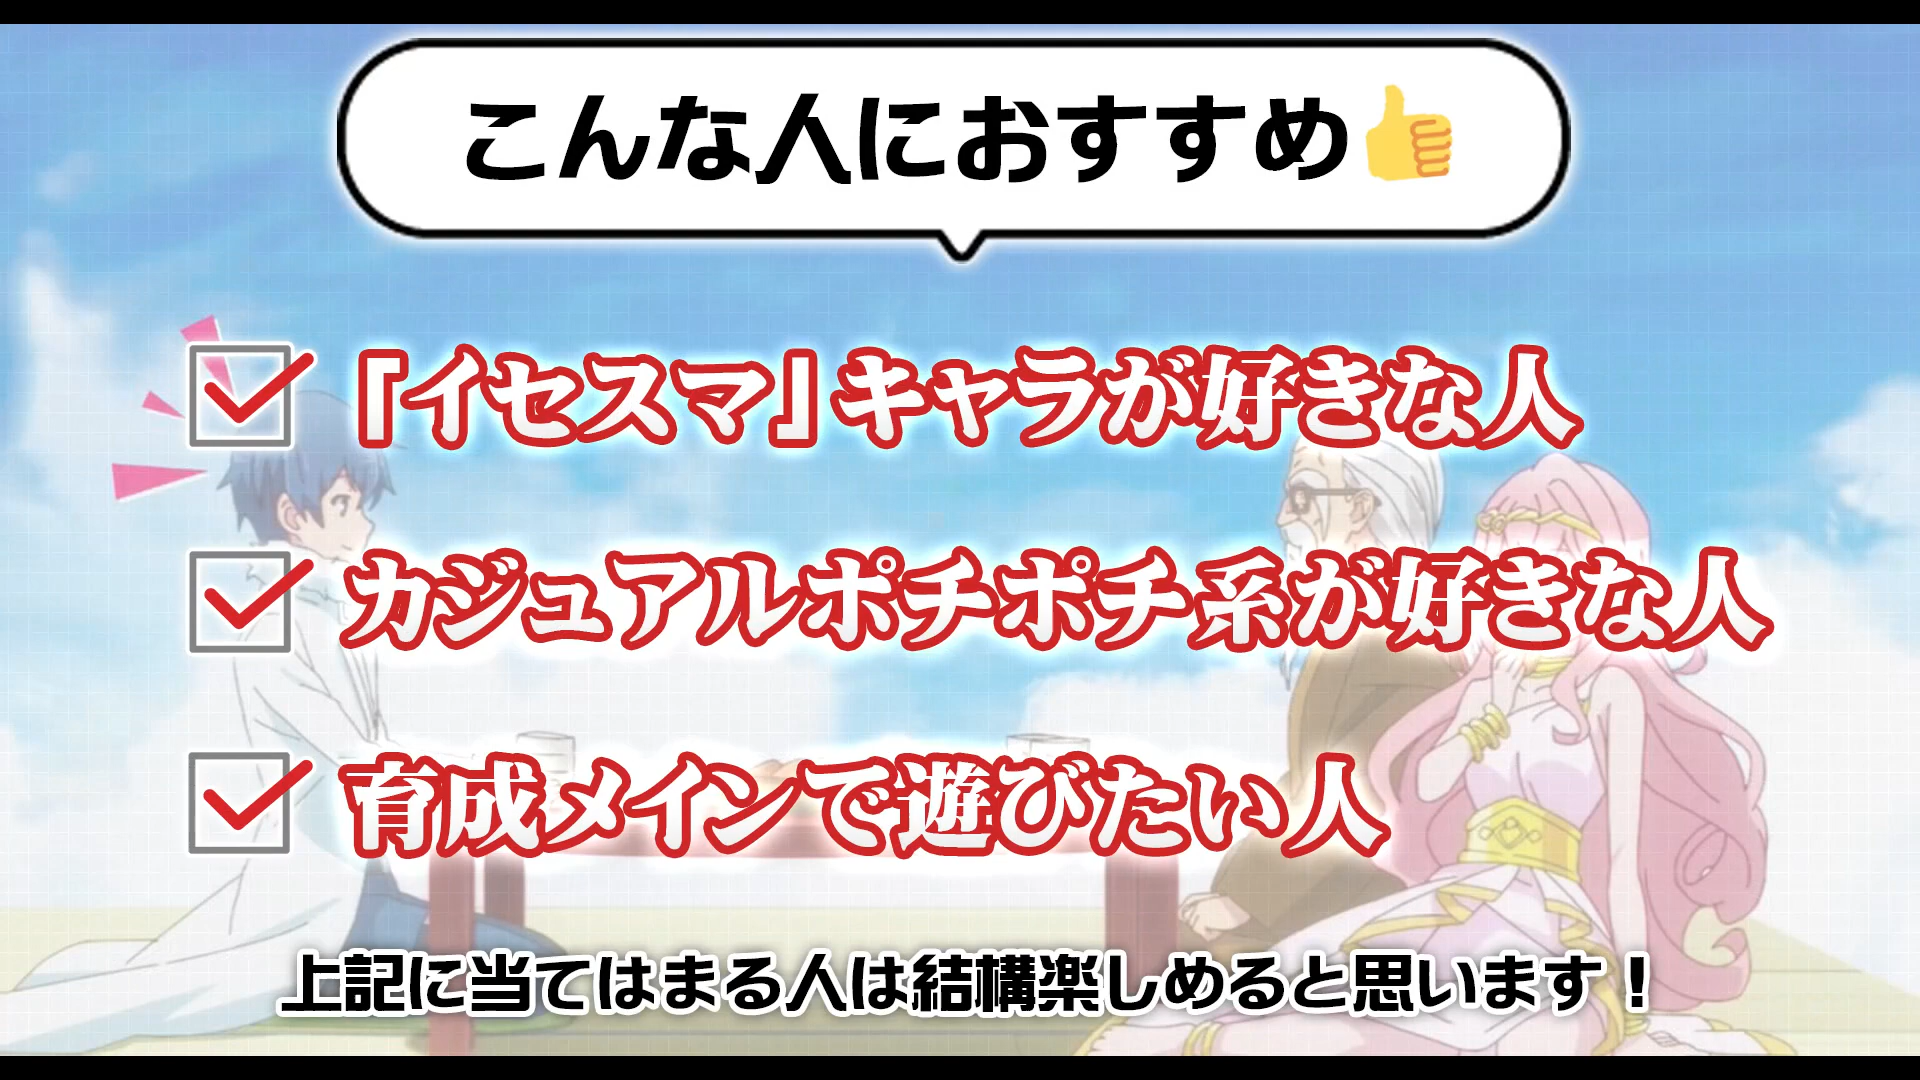 こんな人におすすめ👍
「イセスマ」キャラが好きな人
カジュアルポチポチ系が好きな人
育成メインで遊びたい人
上記に当てはまる人は結構楽しめると思います！